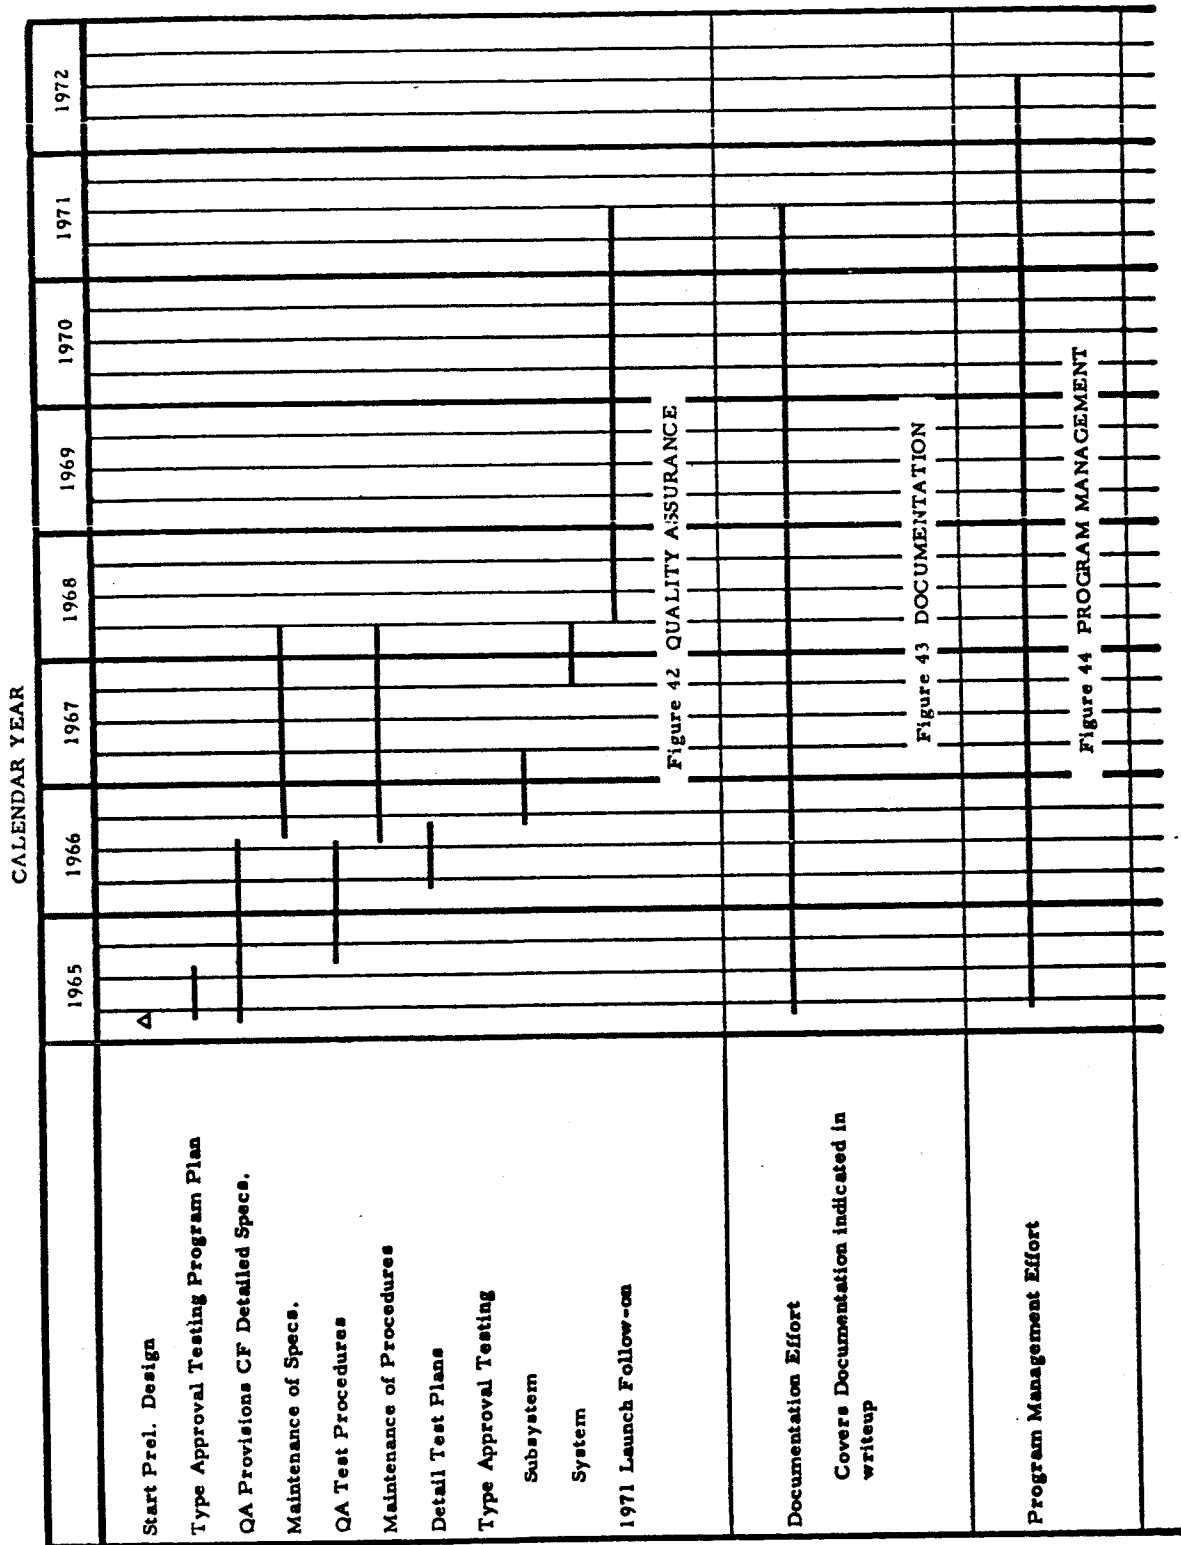 CALENDAR YEAR
1965 1966 1967 1968 1969 1970 1971 1972
Start Prel. Design
Type Approval Testing Program Plan
QA Provisions CF Detailed Specs.
Maintenance of Specs.
QA Test Procedures
Maintenance of Procedures
Detail Test Plans
Type Approval Testing
Subsystem
System
1971 Launch Follow-on
Figure 42 QUALITY ASSURANCE
Documentation Effort
Covers Documentation indicated in
writeup
Figure 43 DOCUMENTATION
Program Management Effort
Figure 44 PROGRAM MANAGEMENT